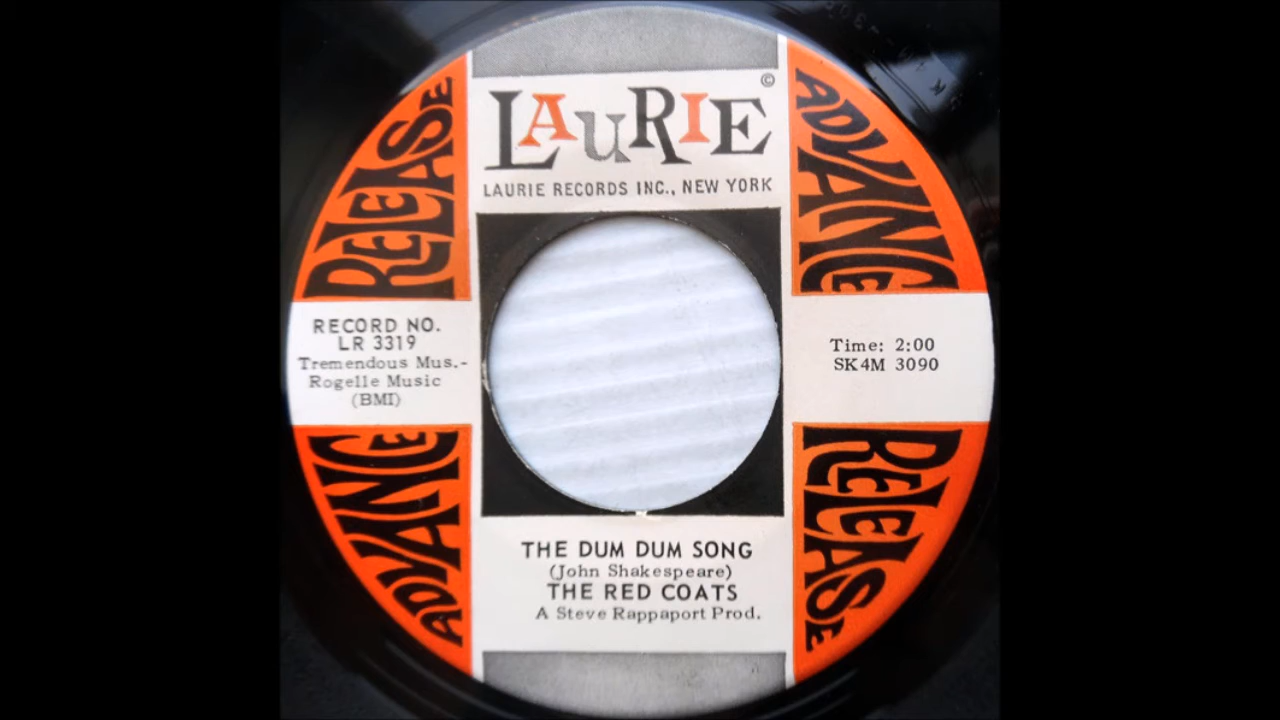 LAURIE
©
LAURIE RECORDS INC., NEW YORK
RELEASE
ADVANCE
RECORD NO.
LR 3319
Tremendous Mus.-
Rogelle Music
(BMI)
Time: 2:00
SK4M 3090
ADVANCE
RELEASE
THE DUM DUM SONG
(John Shakespeare)
THE RED COATS
A Steve Rappaport Prod.